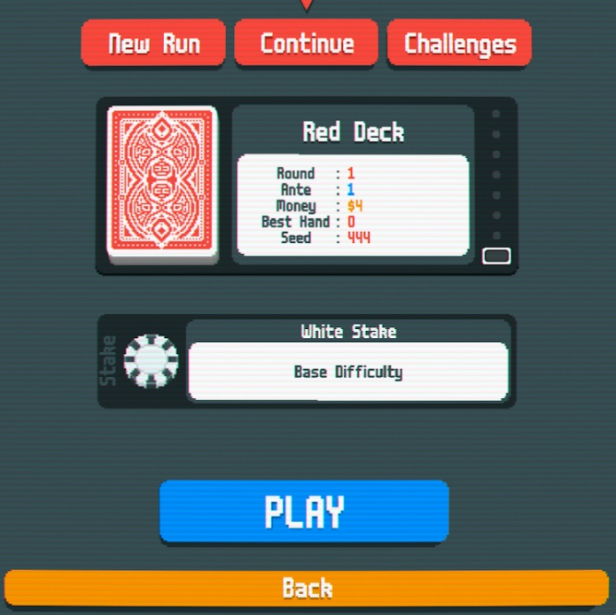 New Run Continue Challenges
Red Deck
Round : 1
Ante : 1
Money : $4
Best Hand : 0
Seed : 444
Stake
White Stake
Base Difficulty
PLAY
Back